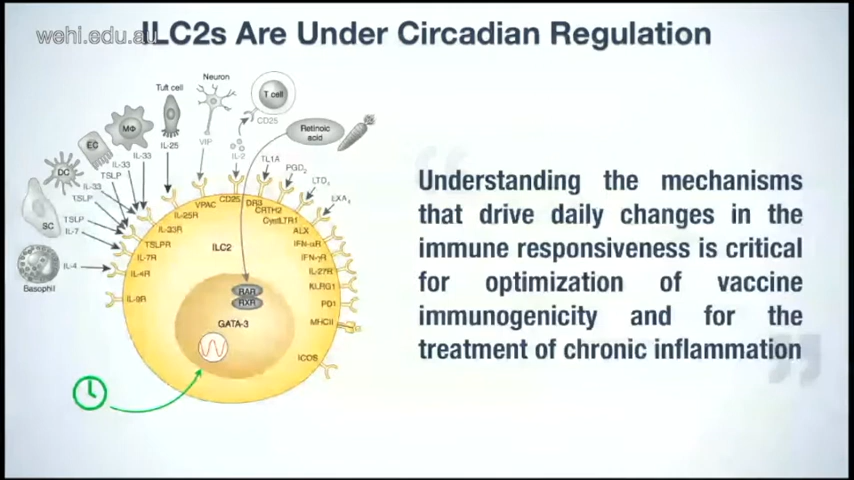 wehi.edu.au
ILC2s Are Under Circadian Regulation
Neuron
Tuft cell
T cell
CD25
MΦ
Retinoic
acid
IL-25
VIP
EC
IL-2
TL1A
IL-33
PGD2
IL-33
TSLP
LTD4
DC
IL-33
TSLP
LXA4
SC
TSLP
IL-7
Basophil
IL-4
VPAC
CD25
DR3
CRTH2
CystLTR1
IL-25R
IL-33R
ALX
TSLPR
ILC2
IFN-αR
IL-7R
IFN-γR
IL-4R
IL-27R
RAR
KLRG1
IL-9R
RXR
PD1
GATA-3
MHCII
ICOS
Understanding the mechanisms
that drive daily changes in the
immune responsiveness is critical
for optimization of vaccine
immunogenicity and for the
treatment of chronic inflammation